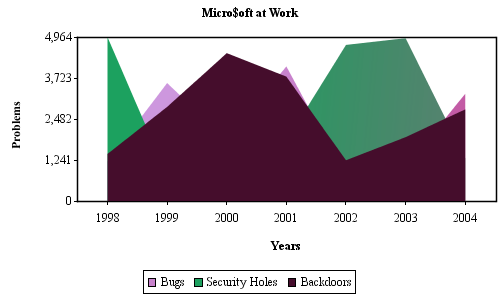 Micro$oft at Work
4,964
3,723
2,482
1,241
0
Problems
1998 1999 2000 2001 2002 2003 2004
Years
Bugs Security Holes Backdoors